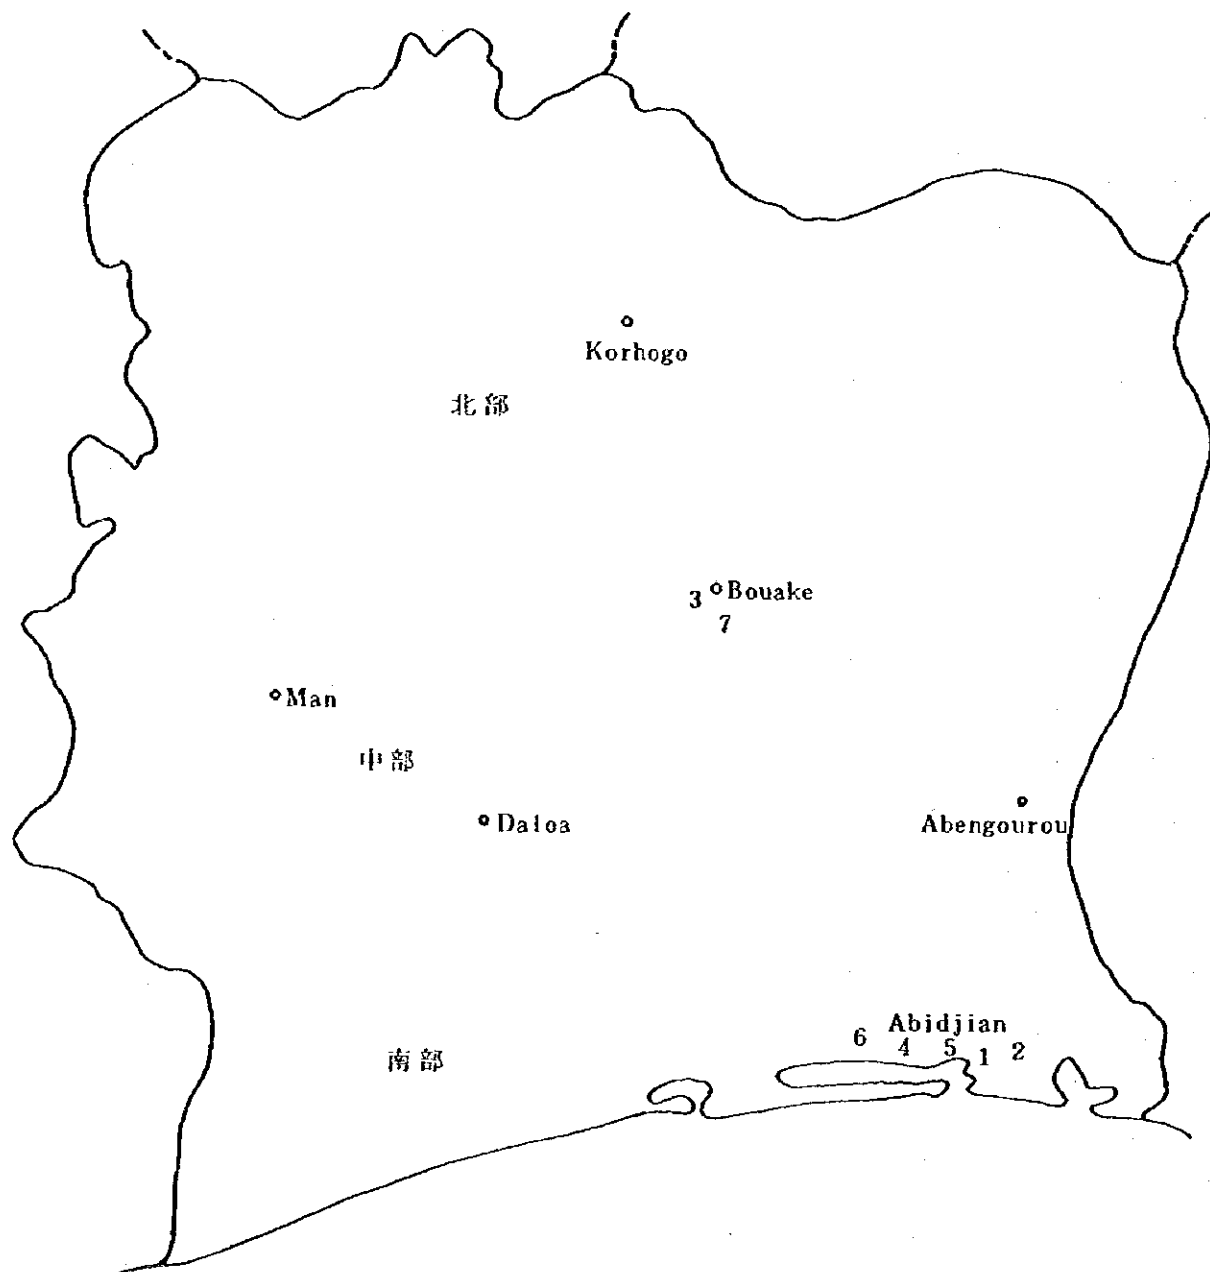 Korhogo
北部
3 Bouake
7
Man
中部
Daloa
Abengourou
Abidjian
6 4 5 1 2
南部